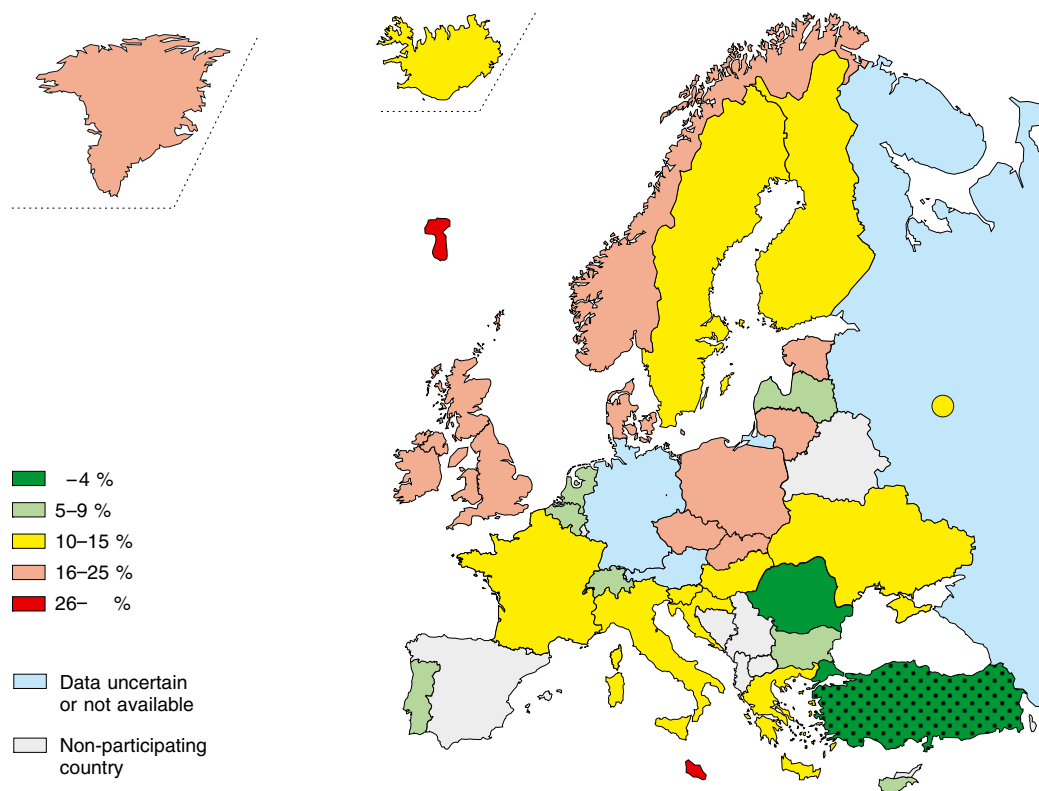 –4 %
5–9 %
10–15 %
16–25 %
26– %
Data uncertain
or not available
Non-participating
country